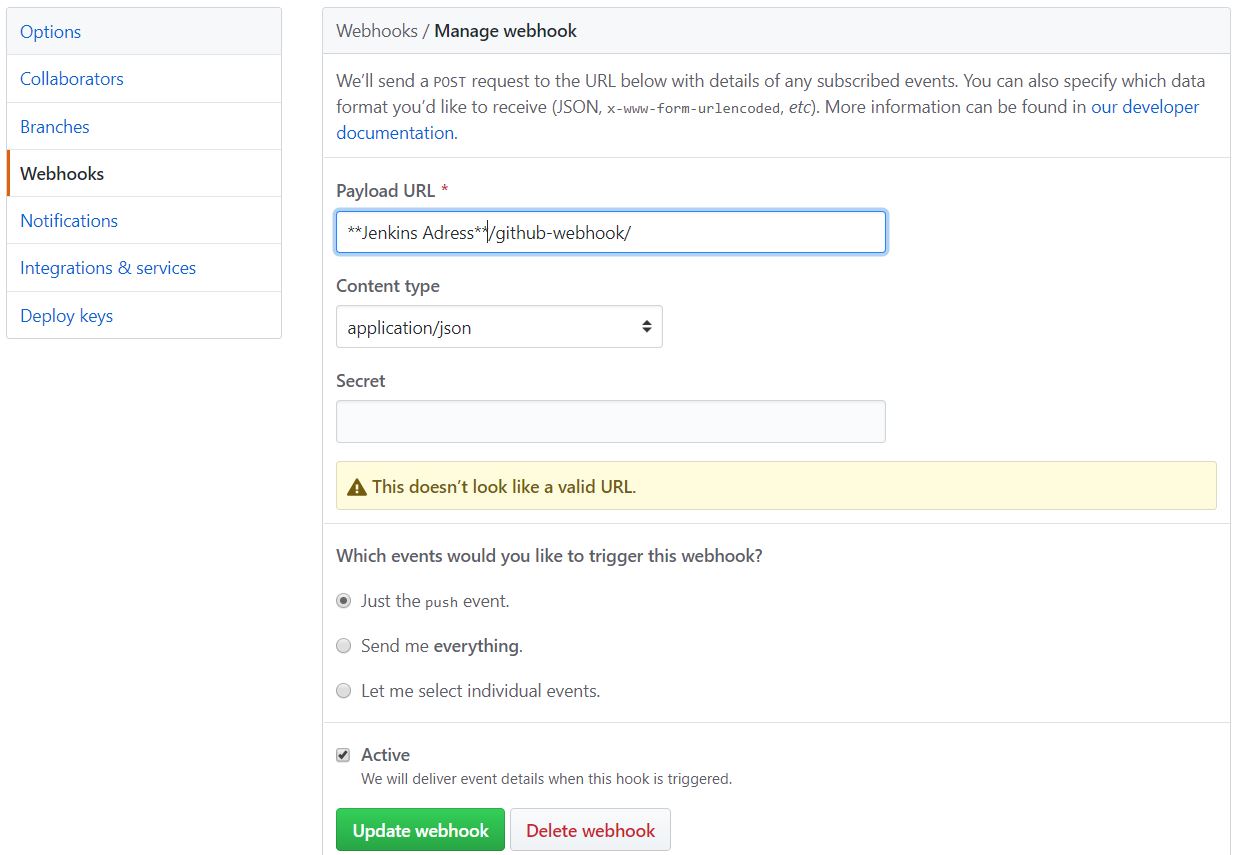 Options
Collaborators
Branches
Webhooks
Notifications
Integrations & services
Deploy keys
Webhooks / Manage webhook
We’ll send a POST request to the URL below with details of any subscribed events. You can also specify which data
format you’d like to receive (JSON, x-www-form-urlencoded, etc). More information can be found in our developer
documentation.
Payload URL *
**Jenkins Adress**/github-webhook/
Content type
application/json
Secret
This doesn’t look like a valid URL.
Which events would you like to trigger this webhook?
Just the push event.
Send me everything.
Let me select individual events.
Active
We will deliver event details when this hook is triggered.
Update webhook
Delete webhook